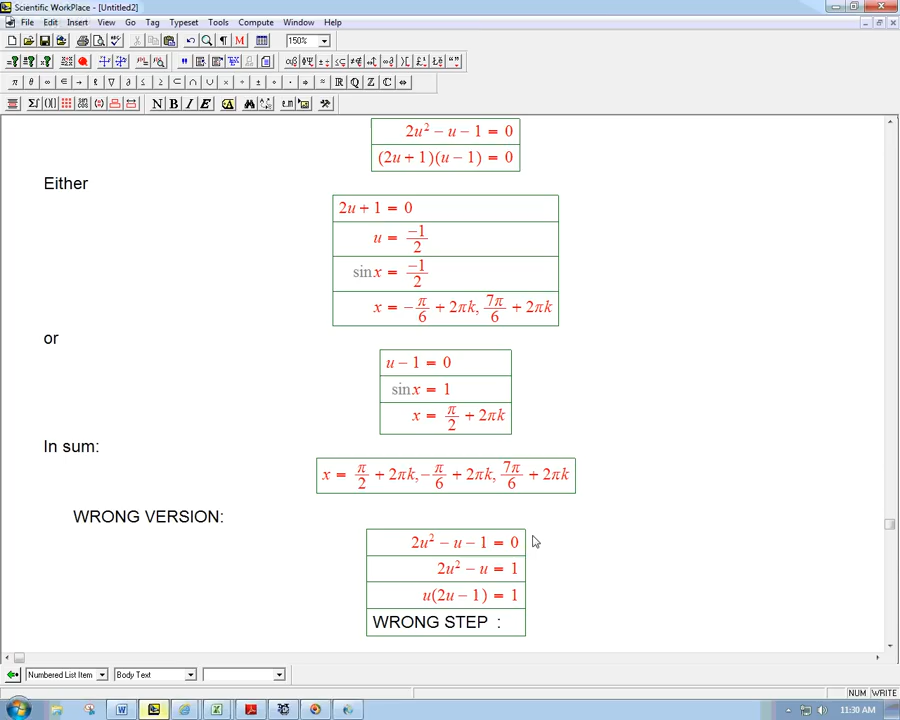 Scientific WorkPlace - [Untitled2]
File Edit Insert View Go Tag Typeset Tools Compute Window Help
150%
N B I E
2u² − u − 1 = 0
(2u + 1)(u − 1) = 0
Either
2u + 1 = 0
u = −1/2
sin x = −1/2
x = −π/6 + 2πk, 7π/6 + 2πk
or
u − 1 = 0
sin x = 1
x = π/2 + 2πk
In sum:
x = π/2 + 2πk, −π/6 + 2πk, 7π/6 + 2πk
WRONG VERSION:
2u² − u − 1 = 0
2u² − u = 1
u(2u − 1) = 1
WRONG STEP :
Numbered List Item Body Text
NUM WRITE
11:30 AM